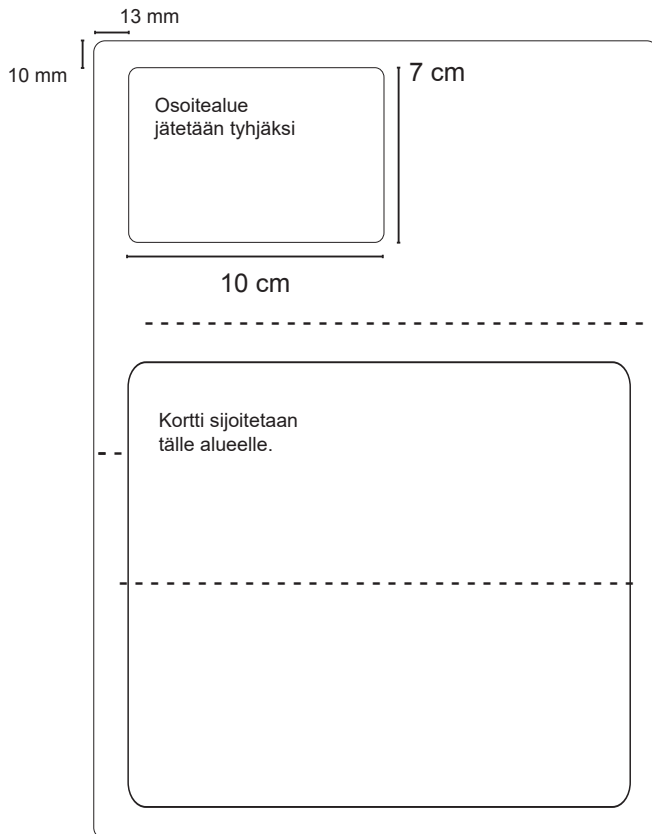 13 mm
10 mm
7 cm
Osoitealue
jätetään tyhjäksi
10 cm
Kortti sijoitetaan
tälle alueelle.